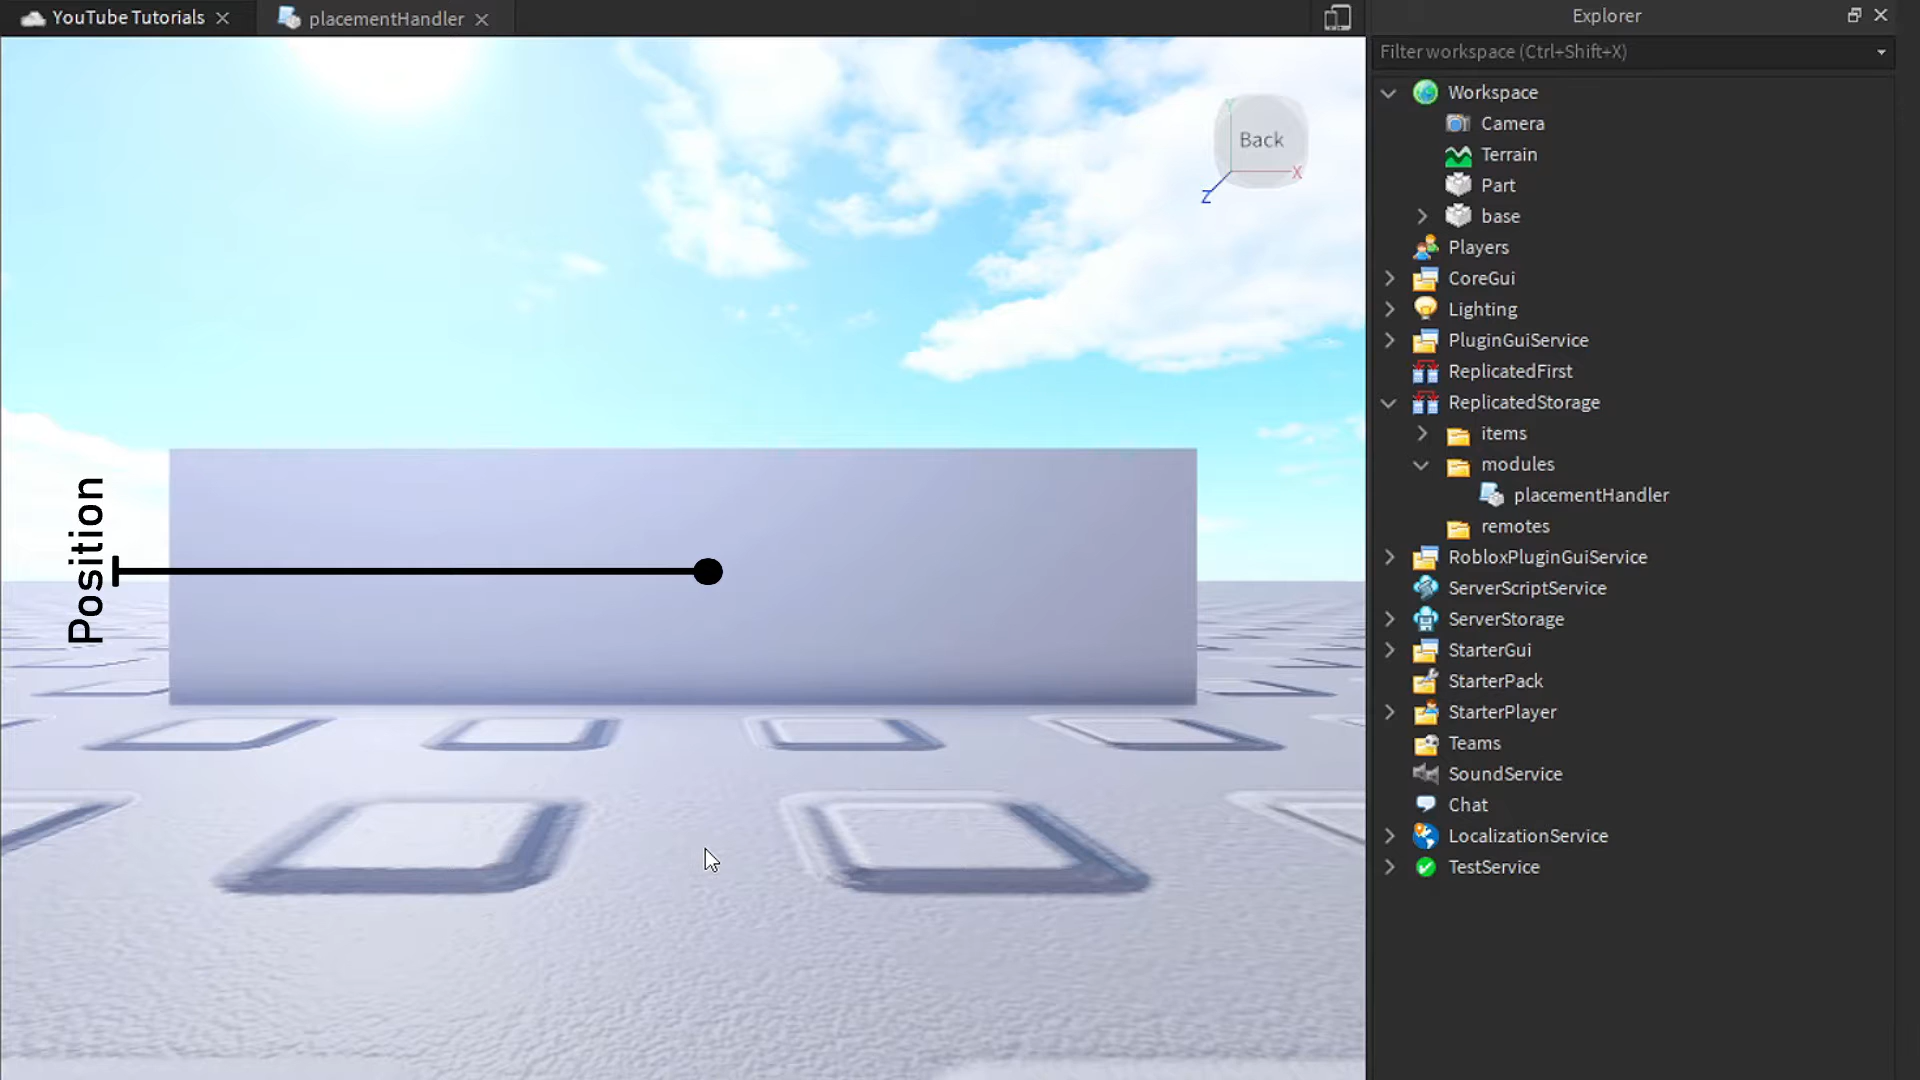 YouTube Tutorials
placementHandler
Explorer
Filter workspace (Ctrl+Shift+X)
Back
Y
X
Z
Position
Workspace
Camera
Terrain
Part
base
Players
CoreGui
Lighting
PluginGuiService
ReplicatedFirst
ReplicatedStorage
items
modules
placementHandler
remotes
RobloxPluginGuiService
ServerScriptService
ServerStorage
StarterGui
StarterPack
StarterPlayer
Teams
SoundService
Chat
LocalizationService
TestService